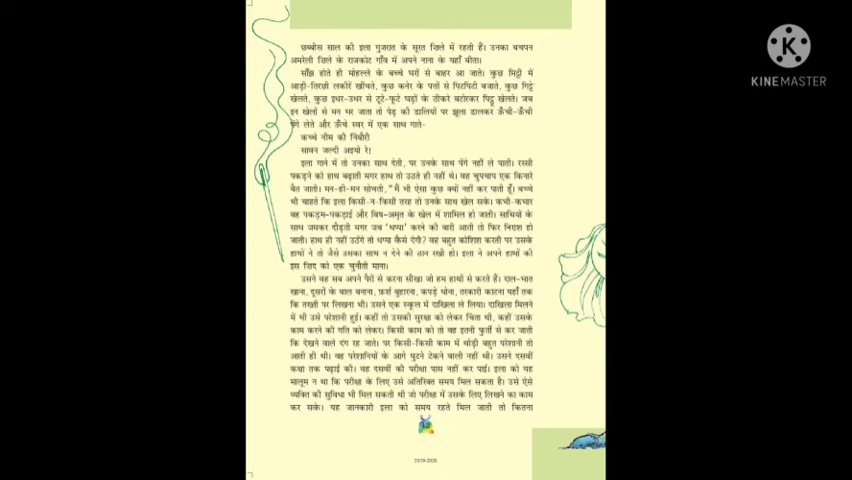 छब्बीस साल की इला गुजरात के सूरत ज़िले में रहती हैं। उनका बचपन
अमरेली ज़िले के राजकोट गाँव में अपने नाना के यहाँ बीता।
साँझ होते ही मोहल्ले के बच्चे घरों से बाहर आ जाते। कुछ मिट्टी में
आड़ी-तिरछी लकीरें खींचते, कुछ कनेर के पत्तों से पिटपिटी बजाते, कुछ गिट्टे
खेलते, कुछ इधर-उधर से टूटे-फूटे घड़ों के ठीकरे बटोरकर पिट्ठू खेलते। जब
इन खेलों से मन भर जाता तो पेड़ की डालियों पर झूला डालकर ऊँची-ऊँची
पेंगे लेते और ऊँचे स्वर में एक साथ गाते-
कच्चे नीम की निंबौरी
सावन जल्दी अइयो रे!
इला गाने में तो उनका साथ देती, पर उनके साथ पेंगे नहीं ले पाती। रस्सी
पकड़ने को हाथ बढ़ाती मगर हाथ तो उठते ही नहीं थे। वह चुपचाप एक किनारे
बैठ जाती। मन-ही-मन सोचती, "मैं भी ऐसा कुछ क्यों नहीं कर पाती हूँ। बच्चे
भी चाहते कि इला किसी-न-किसी तरह तो उनके साथ खेल सके। कभी-कभार
वह पकड़म-पकड़ाई और विष-अमृत के खेल में शामिल हो जाती। साथियों के
साथ जमकर दौड़ती मगर जब 'धप्पा' करने की बारी आती तो फिर निराश हो
जाती। हाथ ही नहीं उठेंगे तो धप्पा कैसे देगी? वह बहुत कोशिश करती पर उसके
हाथों ने तो जैसे उसका साथ न देने की ठान रखी हो। इला ने अपने हाथों की
इस ज़िद को एक चुनौती माना।
उसने वह सब अपने पैरों से करना सीखा जो हम हाथों से करते हैं। दाल-भात
खाना, दूसरों के बाल बनाना, फ़र्श बुहारना, कपड़े धोना, तरकारी काटना यहाँ तक
कि तख्ती पर लिखना भी। उसने एक स्कूल में दाखिला ले लिया। दाखिला मिलने
में भी उसे परेशानी हुई। कहीं तो उसकी सुरक्षा को लेकर चिंता थी, कहीं उसके
काम करने की गति को लेकर। किसी काम को तो वह इतनी फुर्ती से कर जाती
कि देखने वाले दंग रह जाते। पर किसी-किसी काम में थोड़ी बहुत परेशानी तो
आती ही थी। वह परेशानियों के आगे घुटने टेकने वाली नहीं थी। उसने दसवीं
कक्षा तक पढ़ाई की। वह दसवीं की परीक्षा पास नहीं कर पाई। इला को यह
मालूम न था कि परीक्षा के लिए उसे अतिरिक्त समय मिल सकता है। उसे ऐसे
व्यक्ति की सुविधा भी मिल सकती थी जो परीक्षा में उसके लिए लिखने का काम
कर सके। यह जानकारी इला को समय रहते मिल जाती तो कितना
2019-2020
K
KINEMASTER